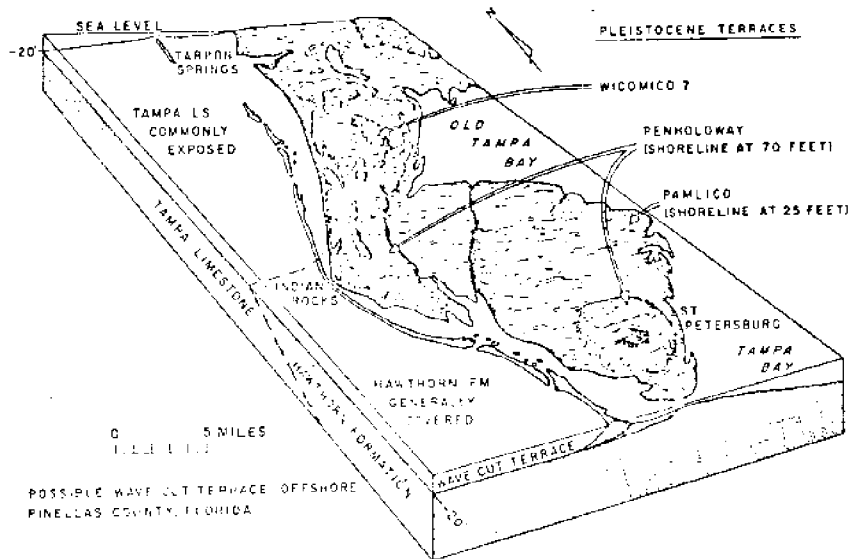 SEA LEVEL
-20'
TARPON
SPRINGS
N
PLEISTOCENE TERRACES
WICOMICO ?
TAMPA LS
COMMONLY
EXPOSED
OLD
TAMPA
BAY
PENHOLOWAY
(SHORELINE AT 70 FEET)
PAMLICO
(SHORELINE AT 25 FEET)
TAMPA LIMESTONE
INDIAN
ROCKS
ST
PETERSBURG
TAMPA
BAY
HAWTHORN FM
GENERALLY
COVERED
HAWTHORN FORMATION
0 5 MILES
WAVE CUT TERRACE
POSSIBLE WAVE CUT TERRACE OFFSHORE
PINELLAS COUNTY, FLORIDA